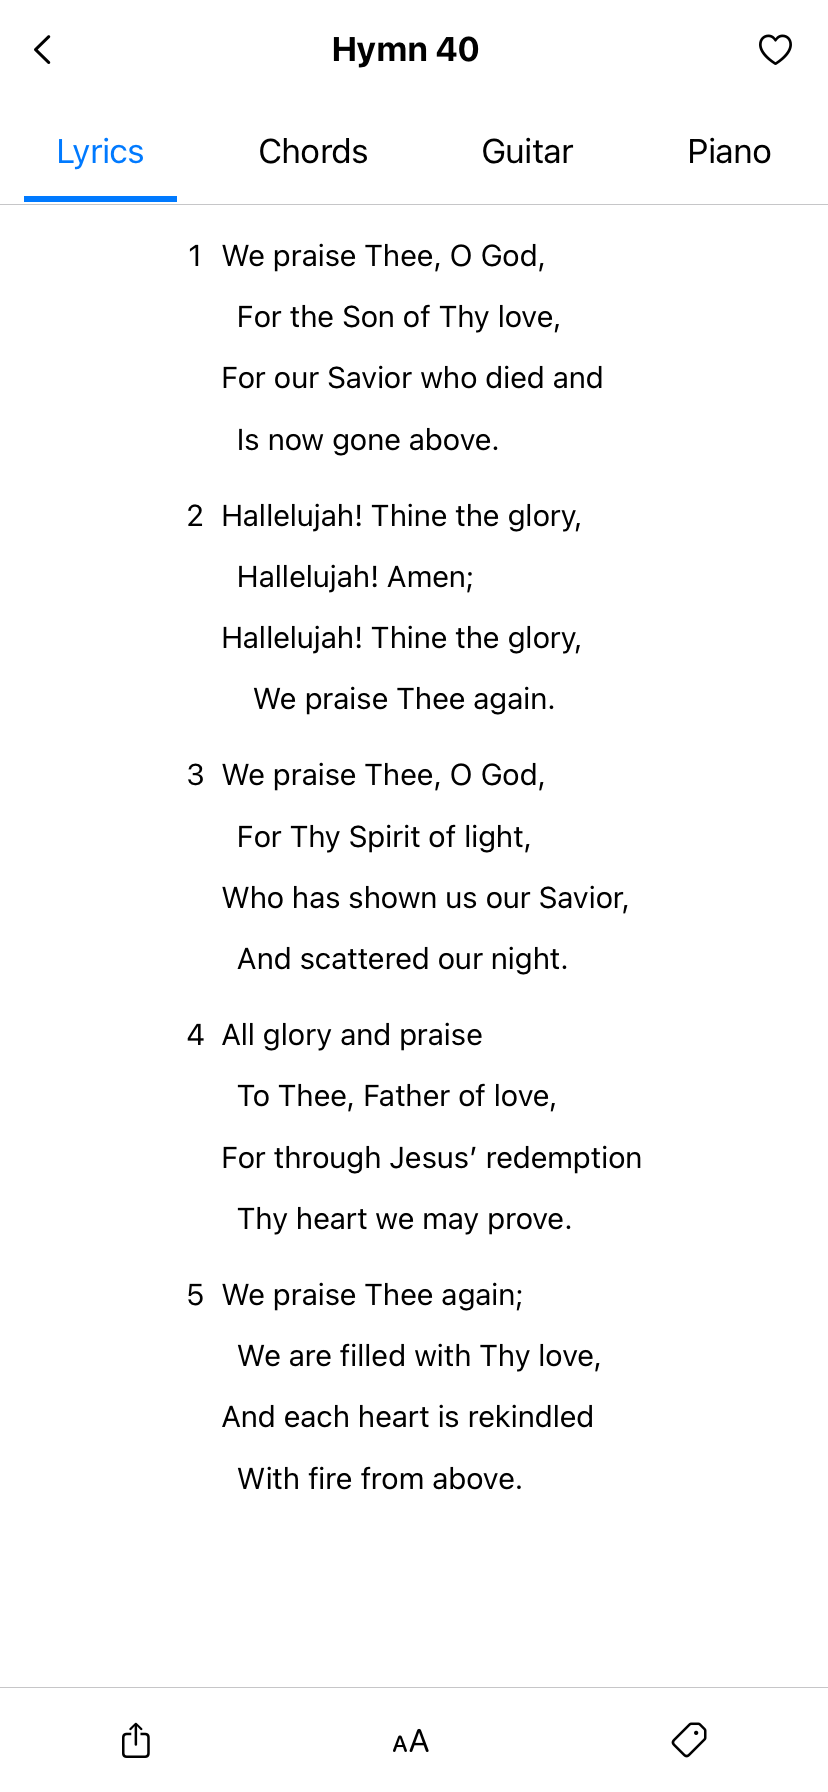 Hymn 40
Lyrics Chords Guitar Piano
1 We praise Thee, O God,
For the Son of Thy love,
For our Savior who died and
Is now gone above.
2 Hallelujah! Thine the glory,
Hallelujah! Amen;
Hallelujah! Thine the glory,
We praise Thee again.
3 We praise Thee, O God,
For Thy Spirit of light,
Who has shown us our Savior,
And scattered our night.
4 All glory and praise
To Thee, Father of love,
For through Jesus’ redemption
Thy heart we may prove.
5 We praise Thee again;
We are filled with Thy love,
And each heart is rekindled
With fire from above.
AA